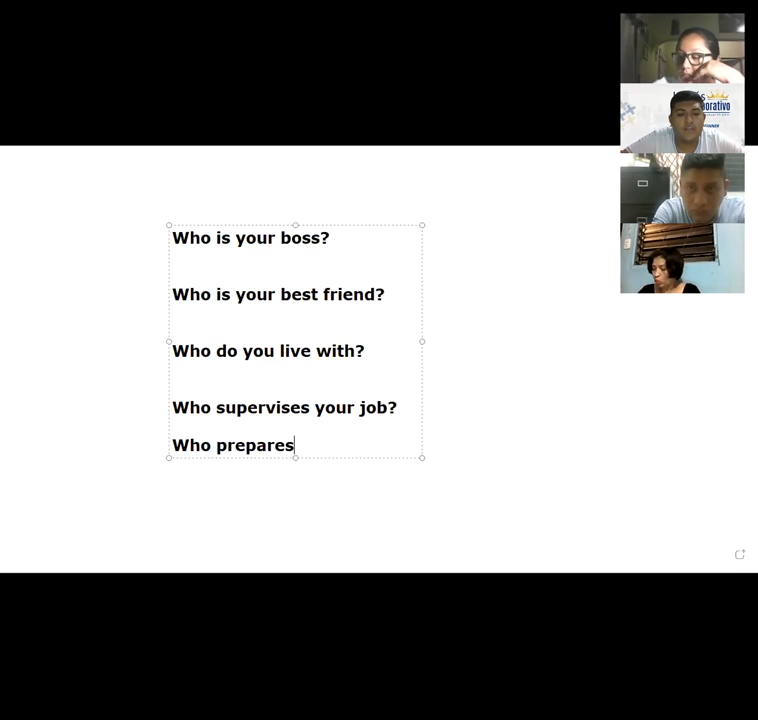 Who is your boss?
Who is your best friend?
Who do you live with?
Who supervises your job?
Who prepares